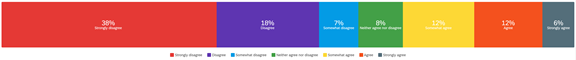 38%
Strongly disagree
18%
Disagree
7%
Somewhat disagree
8%
Neither agree nor disagree
12%
Somewhat agree
12%
Agree
6%
Strongly agree
Strongly disagree Disagree Somewhat disagree Neither agree nor disagree Somewhat agree Agree Strongly agree